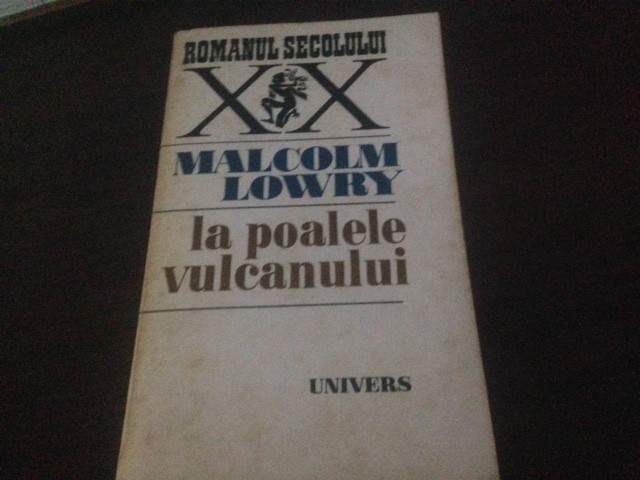 ROMANUL SECOLULUI
XX
MALCOLM
LOWRY
la poalele
vulcanului
UNIVERS